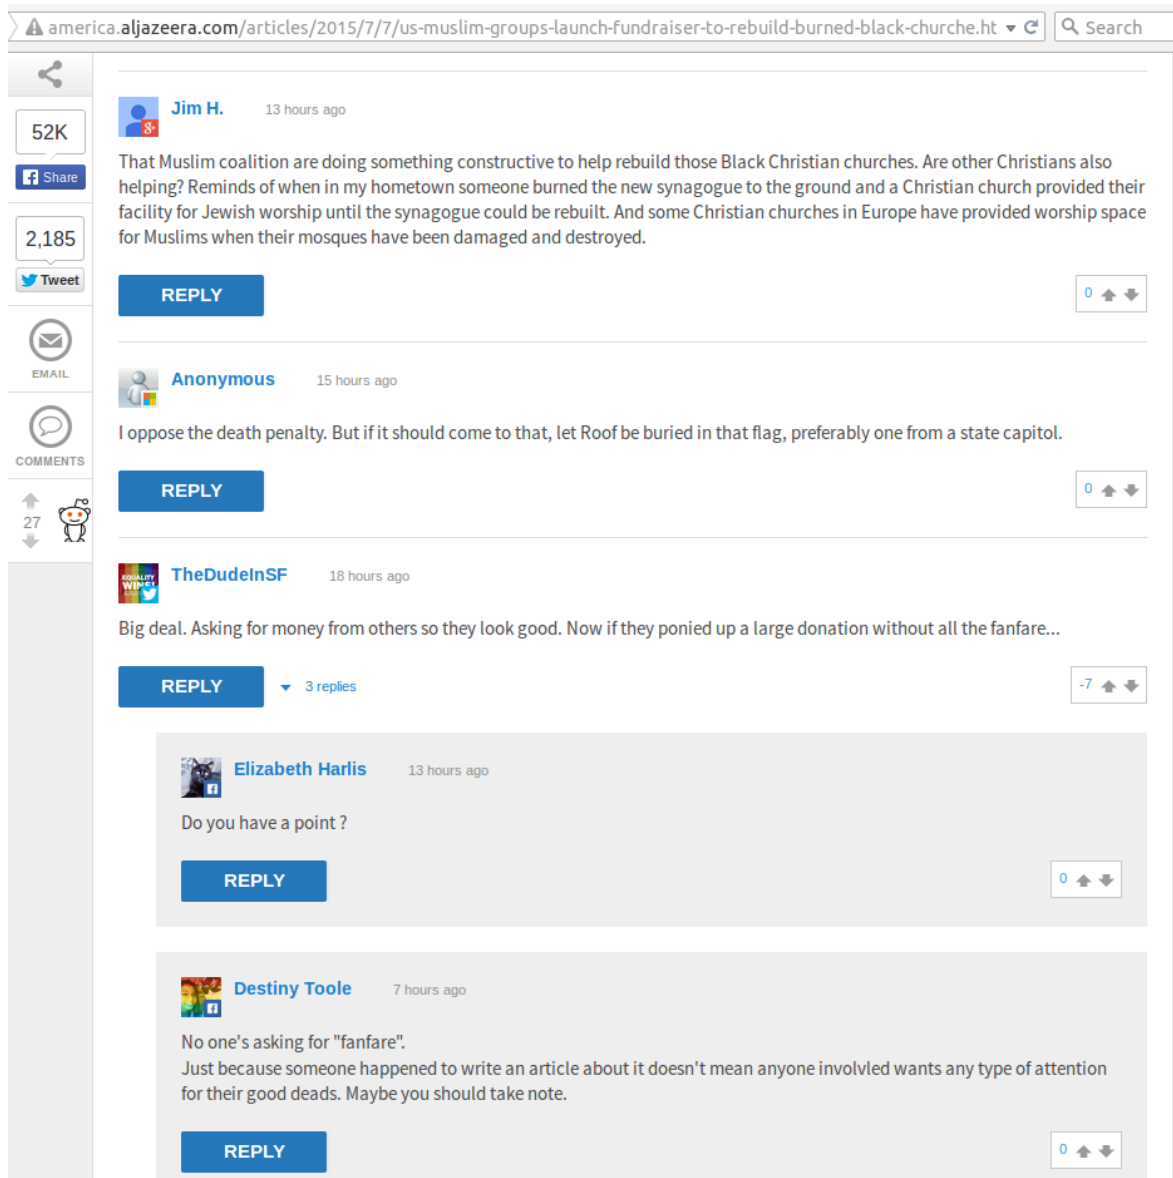 america.aljazeera.com/articles/2015/7/7/us-muslim-groups-launch-fundraiser-to-rebuild-burned-black-churche.ht
Search
52K
Share
2,185
Tweet
EMAIL
COMMENTS
27
Jim H. 13 hours ago
That Muslim coalition are doing something constructive to help rebuild those Black Christian churches. Are other Christians also
helping? Reminds of when in my hometown someone burned the new synagogue to the ground and a Christian church provided their
facility for Jewish worship until the synagogue could be rebuilt. And some Christian churches in Europe have provided worship space
for Muslims when their mosques have been damaged and destroyed.
REPLY
0
Anonymous 15 hours ago
I oppose the death penalty. But if it should come to that, let Roof be buried in that flag, preferably one from a state capitol.
REPLY
0
EQUALITY
WINS!
TheDudeInSF 18 hours ago
Big deal. Asking for money from others so they look good. Now if they ponied up a large donation without all the fanfare...
REPLY
3 replies
-7
Elizabeth Harlis 13 hours ago
Do you have a point ?
REPLY
0
Destiny Toole 7 hours ago
No one's asking for "fanfare".
Just because someone happened to write an article about it doesn't mean anyone involvled wants any type of attention
for their good deads. Maybe you should take note.
REPLY
0